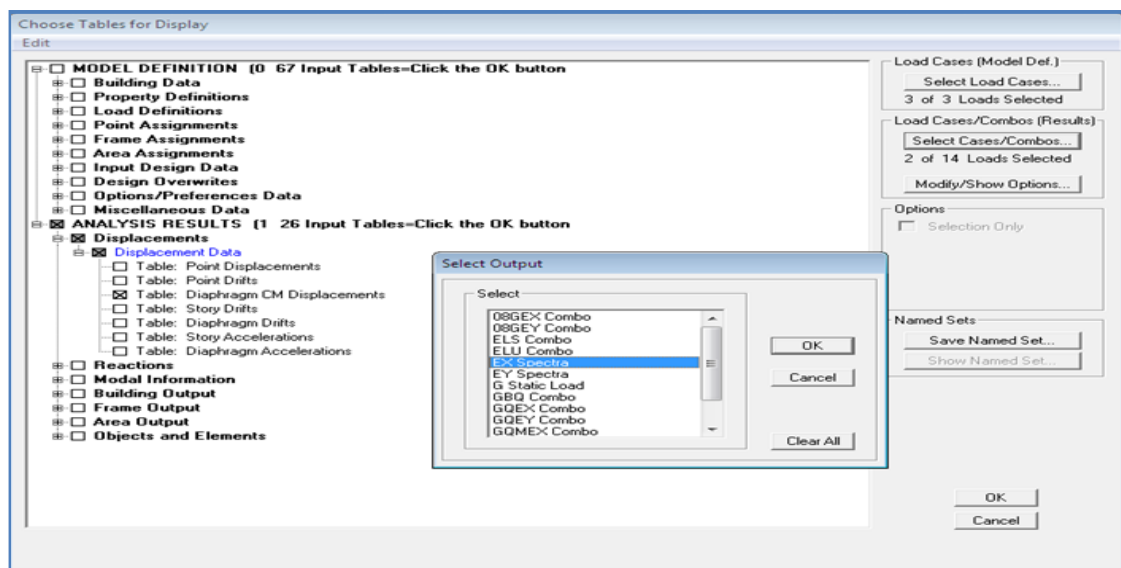 Choose Tables for Display
Edit
MODEL DEFINITION (0 67 Input Tables=Click the OK button
Building Data
Property Definitions
Load Definitions
Point Assignments
Frame Assignments
Area Assignments
Input Design Data
Design Overwrites
Options/Preferences Data
Miscellaneous Data
ANALYSIS RESULTS (1 26 Input Tables=Click the OK button
Displacements
Displacement Data
Table: Point Displacements
Table: Point Drifts
Table: Diaphragm CM Displacements
Table: Story Drifts
Table: Diaphragm Drifts
Table: Story Accelerations
Table: Diaphragm Accelerations
Reactions
Modal Information
Building Output
Frame Output
Area Output
Objects and Elements
Select Output
Select
08GEX Combo
08GEY Combo
ELS Combo
ELU Combo
EX Spectra
EY Spectra
G Static Load
GBQ Combo
GQEX Combo
GQEY Combo
GQMEX Combo
OK
Cancel
Clear All
Load Cases (Model Def.)
Select Load Cases...
3 of 3 Loads Selected
Load Cases/Combos (Results)
Select Cases/Combos...
2 of 14 Loads Selected
Modify/Show Options...
Options
Selection Only
Named Sets
Save Named Set...
Show Named Set...
OK
Cancel